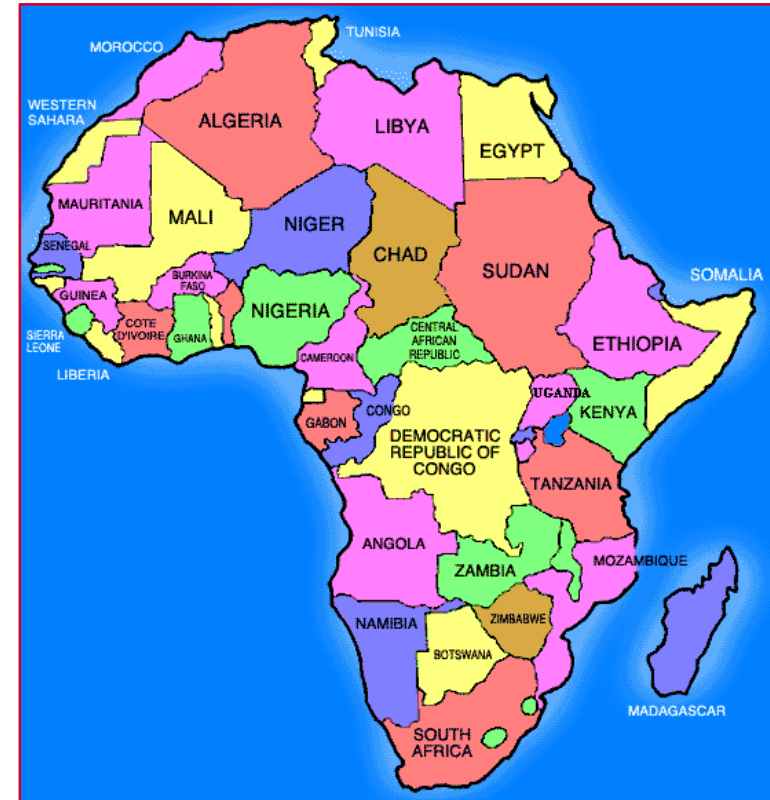 TUNISIA
MOROCCO
WESTERN
SAHARA
ALGERIA
LIBYA
EGYPT
MAURITANIA
MALI
NIGER
CHAD
SUDAN
SENEGAL
SOMALIA
BURKINA
FASO
GUINEA
NIGERIA
COTE
D'IVOIRE
GHANA
SIERRA
LEONE
LIBERIA
CENTRAL
AFRICAN
REPUBLIC
ETHIOPIA
CAMEROON
UGANDA
KENYA
CONGO
GABON
DEMOCRATIC
REPUBLIC OF
CONGO
TANZANIA
ANGOLA
MOZAMBIQUE
ZAMBIA
NAMIBIA
ZIMBABWE
BOTSWANA
MADAGASCAR
SOUTH
AFRICA